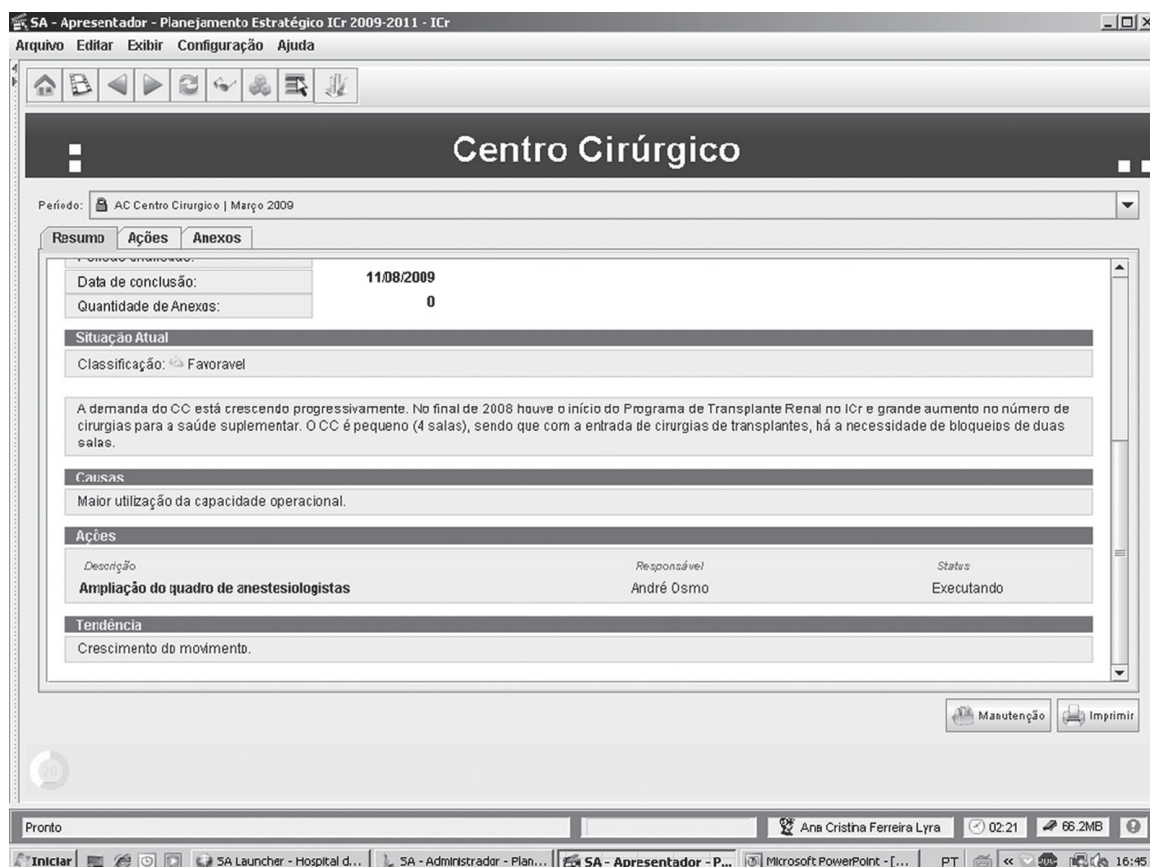 SA - Apresentador - Planejamento Estratégico ICr 2009-2011 - ICr
Arquivo Editar Exibir Configuração Ajuda
Centro Cirúrgico
Período: AC Centro Cirurgico | Março 2009
Resumo Ações Anexos
Data de conclusão: 11/08/2009
Quantidade de Anexos: 0
Situação Atual
Classificação: Favoravel
A demanda do CC está crescendo progressivamente. No final de 2008 houve o início do Programa de Transplante Renal no ICr e grande aumento no número de
cirurgias para a saúde suplementar. O CC é pequeno (4 salas), sendo que com a entrada de cirurgias de transplantes, há a necessidade de bloqueios de duas
salas.
Causas
Maior utilização da capacidade operacional.
Ações
Descrição Responsável Status
Ampliação do quadro de anestesiologistas André Osmo Executando
Tendência
Crescimento do movimento.
Manutenção Imprimir
20
Pronto Ana Cristina Ferreira Lyra 02:21 66.2MB
Iniciar SA Launcher - Hospital d... SA - Administrador - Plan... SA - Apresentador - P... Microsoft PowerPoint - [... PT « 16:45